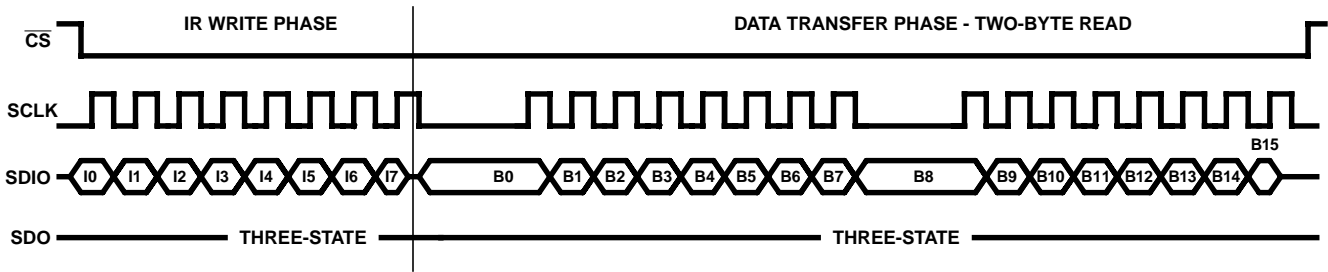 IR WRITE PHASE DATA TRANSFER PHASE - TWO-BYTE READ
CS
SCLK
B15
SDIO I0 I1 I2 I3 I4 I5 I6 I7 B0 B1 B2 B3 B4 B5 B6 B7 B8 B9 B10 B11 B12 B13 B14
SDO THREE-STATE THREE-STATE